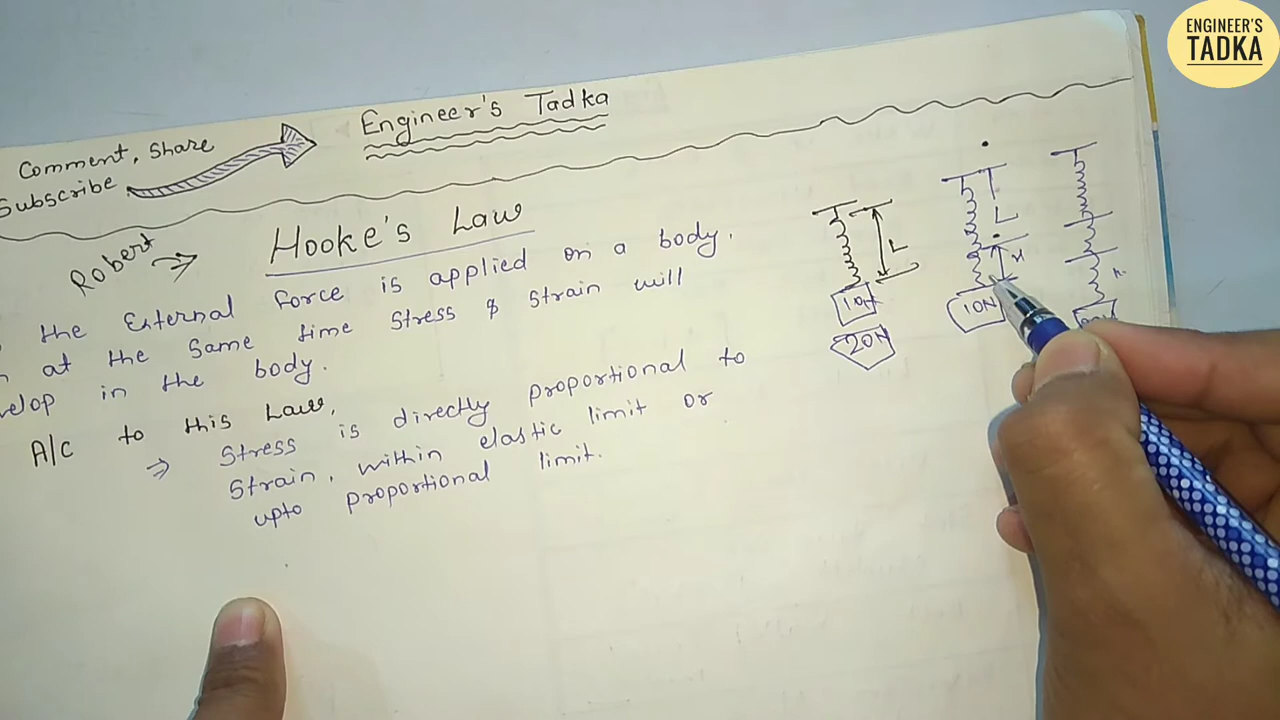 ENGINEER'S
TADKA
Comment, Share
Subscribe
Engineer's Tadka
Robert
Hooke's Law
the External Force is applied on a body.
at the Same time Stress & Strain will
in the body.
A/C to this Law,
⇒ Stress is directly proportional to
Strain, within elastic limit or
upto proportional limit.
L
10N
20N
L
x
10N